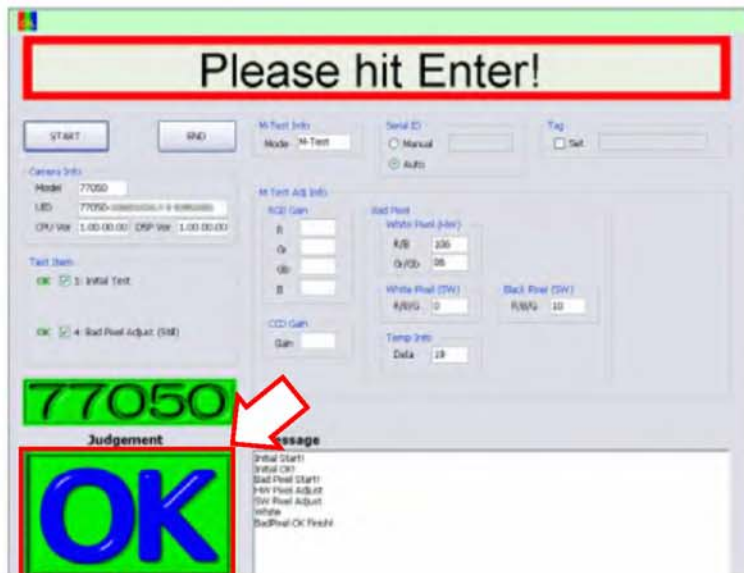 Please hit Enter!
START
END
M-Test Info
Mode M-Test
Serial ID
Manual
Auto
Tag
Set
Camera Info
Model 77050
UID 77050-
CPU Ver 1.00.00.00 DSP Ver 1.00.00.00
Test Item
OK 1: Initial Test
OK 4: Bad Pixel Adjust (Still)
M Test Adj Info
RGB Gain
R
Gr
Gb
B
CCD Gain
Gain
Bad Pixel
White Pixel (HW)
R/B 106
Gr/Gb 96
White Pixel (SW)
R/B/G 0
Black Pixel (SW)
R/B/G 10
Temp Info
Data 19
77050
Judgement
OK
Initial Start!
Initial OK!
Bad Pixel Start!
HW Pixel Adjust
SW Pixel Adjust
White
BadPixel OK Finish!